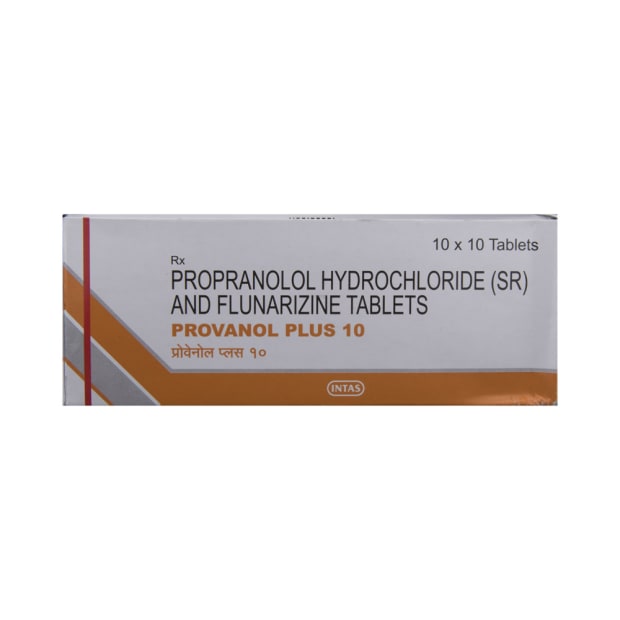 10 x 10 Tablets
Rx
PROPRANOLOL HYDROCHLORIDE (SR)
AND FLUNARIZINE TABLETS
PROVANOL PLUS 10
प्रोवेनोल प्लस १०
INTAS